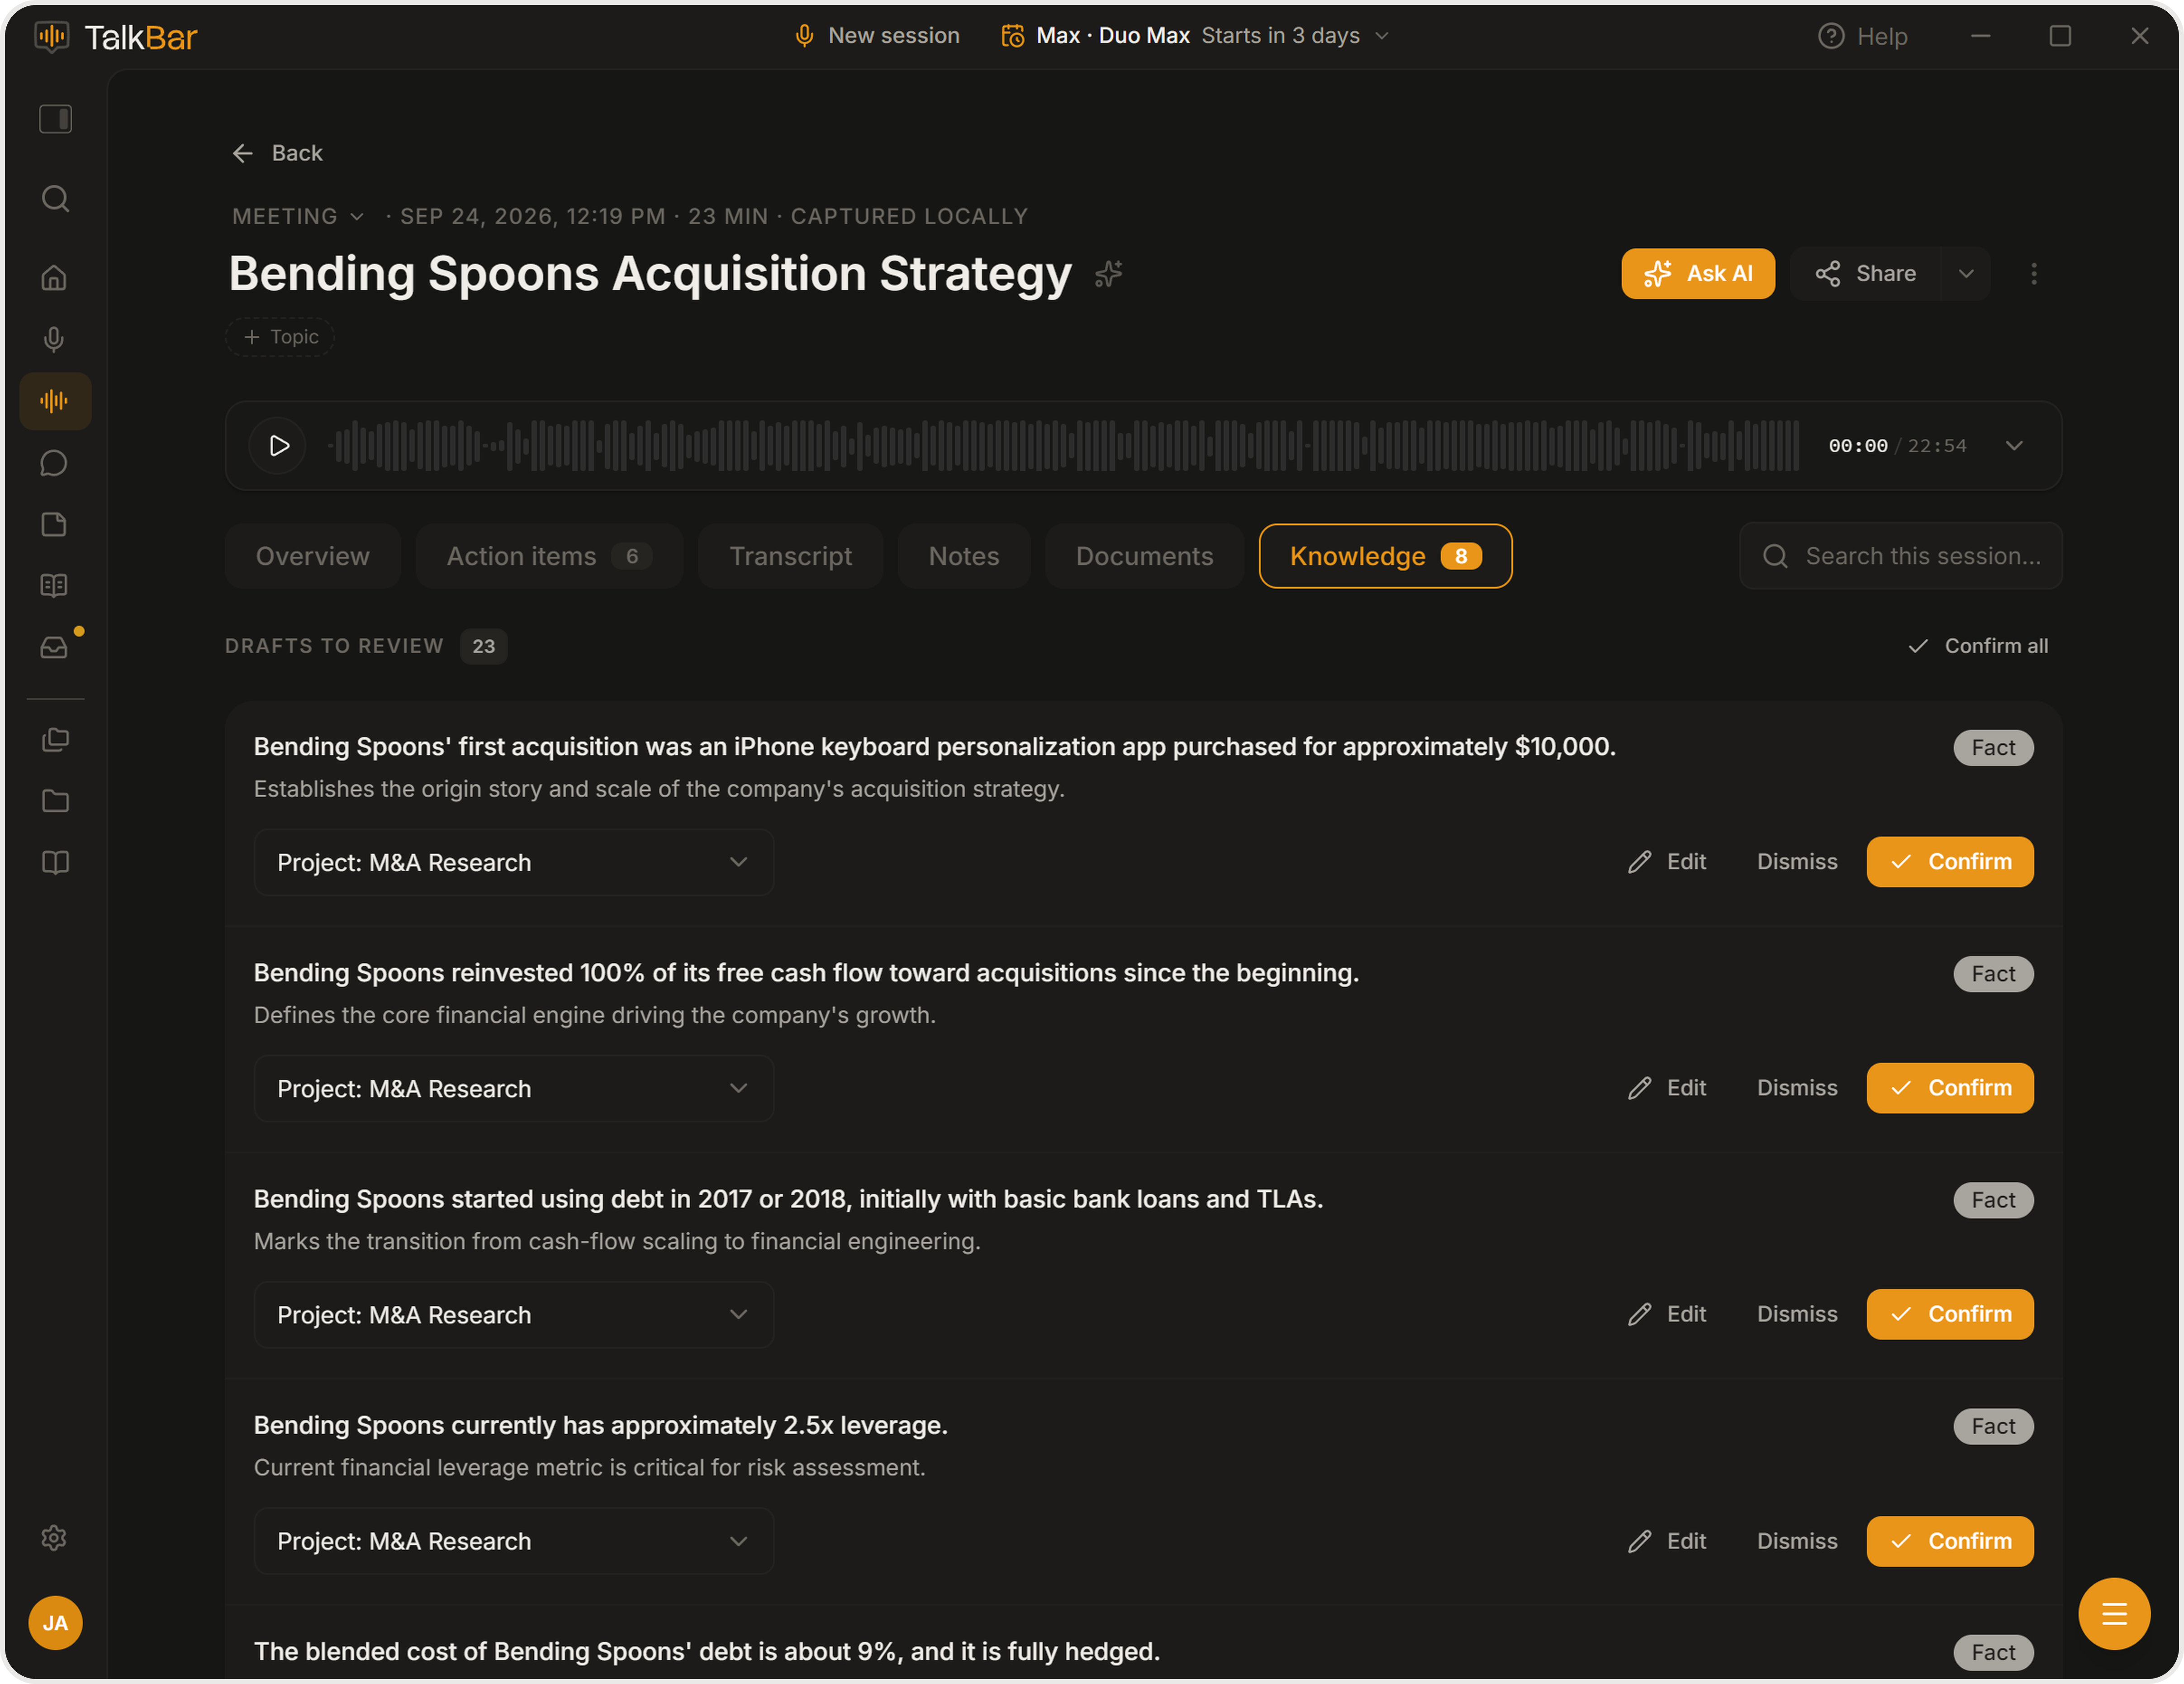 TalkBar
New session
Max · Duo Max Starts in 3 days
Help
Back
MEETING · SEP 24, 2026, 12:19 PM · 23 MIN · CAPTURED LOCALLY
Bending Spoons Acquisition Strategy
Ask AI
Share
+ Topic
00:00 / 22:54
Overview
Action items 6
Transcript
Notes
Documents
Knowledge 8
Search this session...
DRAFTS TO REVIEW 23
Confirm all
Bending Spoons' first acquisition was an iPhone keyboard personalization app purchased for approximately $10,000.
Fact
Establishes the origin story and scale of the company's acquisition strategy.
Project: M&A Research
Edit
Dismiss
Confirm
Bending Spoons reinvested 100% of its free cash flow toward acquisitions since the beginning.
Fact
Defines the core financial engine driving the company's growth.
Project: M&A Research
Edit
Dismiss
Confirm
Bending Spoons started using debt in 2017 or 2018, initially with basic bank loans and TLAs.
Fact
Marks the transition from cash-flow scaling to financial engineering.
Project: M&A Research
Edit
Dismiss
Confirm
Bending Spoons currently has approximately 2.5x leverage.
Fact
Current financial leverage metric is critical for risk assessment.
Project: M&A Research
Edit
Dismiss
Confirm
JA
The blended cost of Bending Spoons' debt is about 9%, and it is fully hedged.
Fact